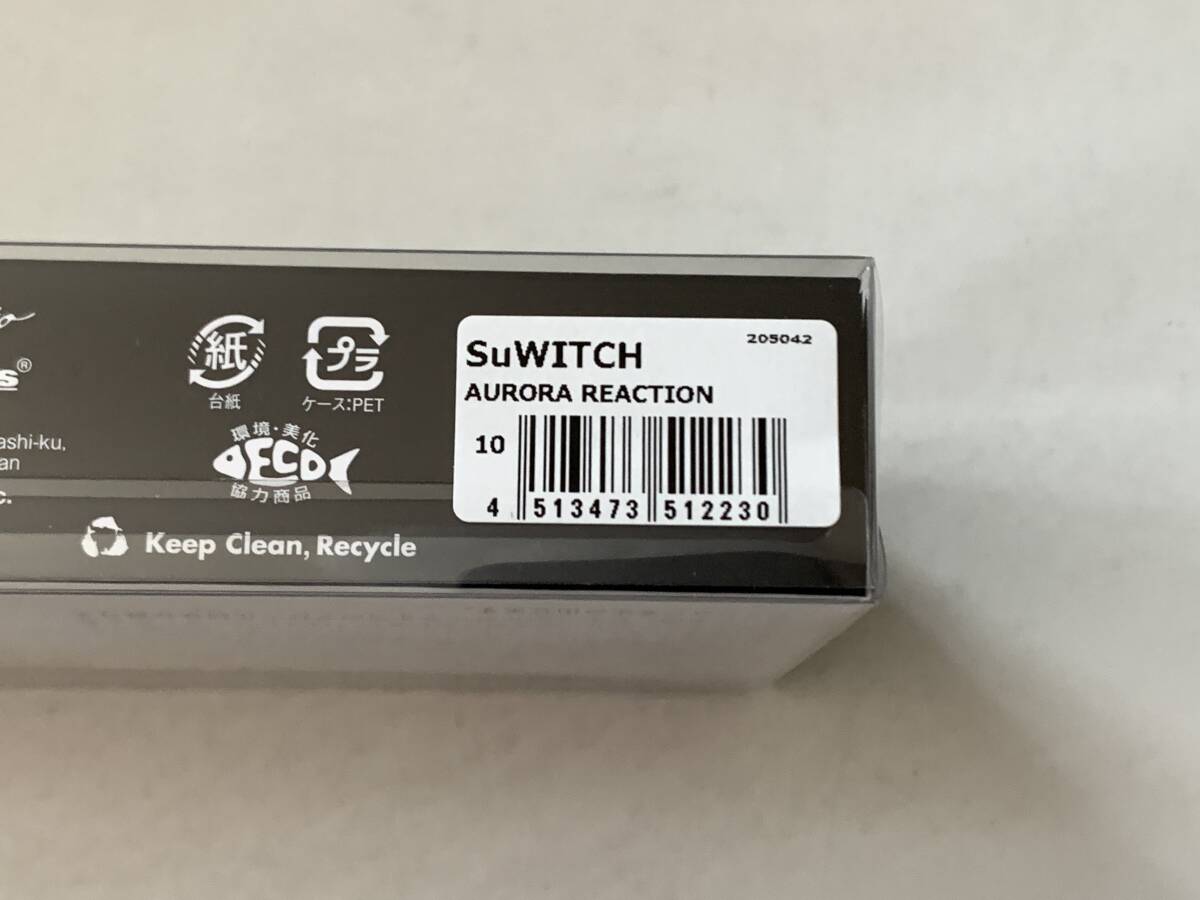 紙
台紙
プラ
ケース:PET
環境・美化
ECO
協力商品
Keep Clean, Recycle
SuWITCH
205042
AURORA REACTION
10
4 513473 512230